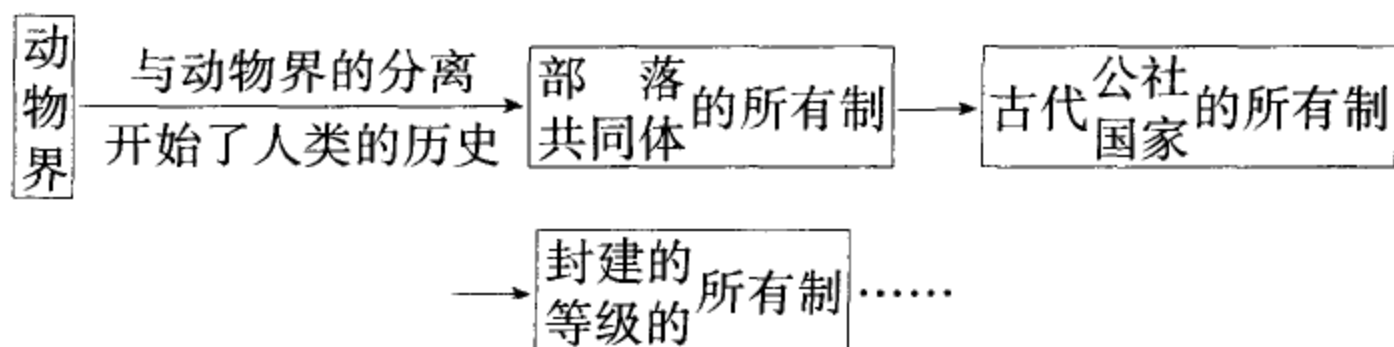 动物界
与动物界的分离
开始了人类的历史
部落
共同体
的所有制
古代
公社
国家
的所有制
封建的
等级的
所有制
……